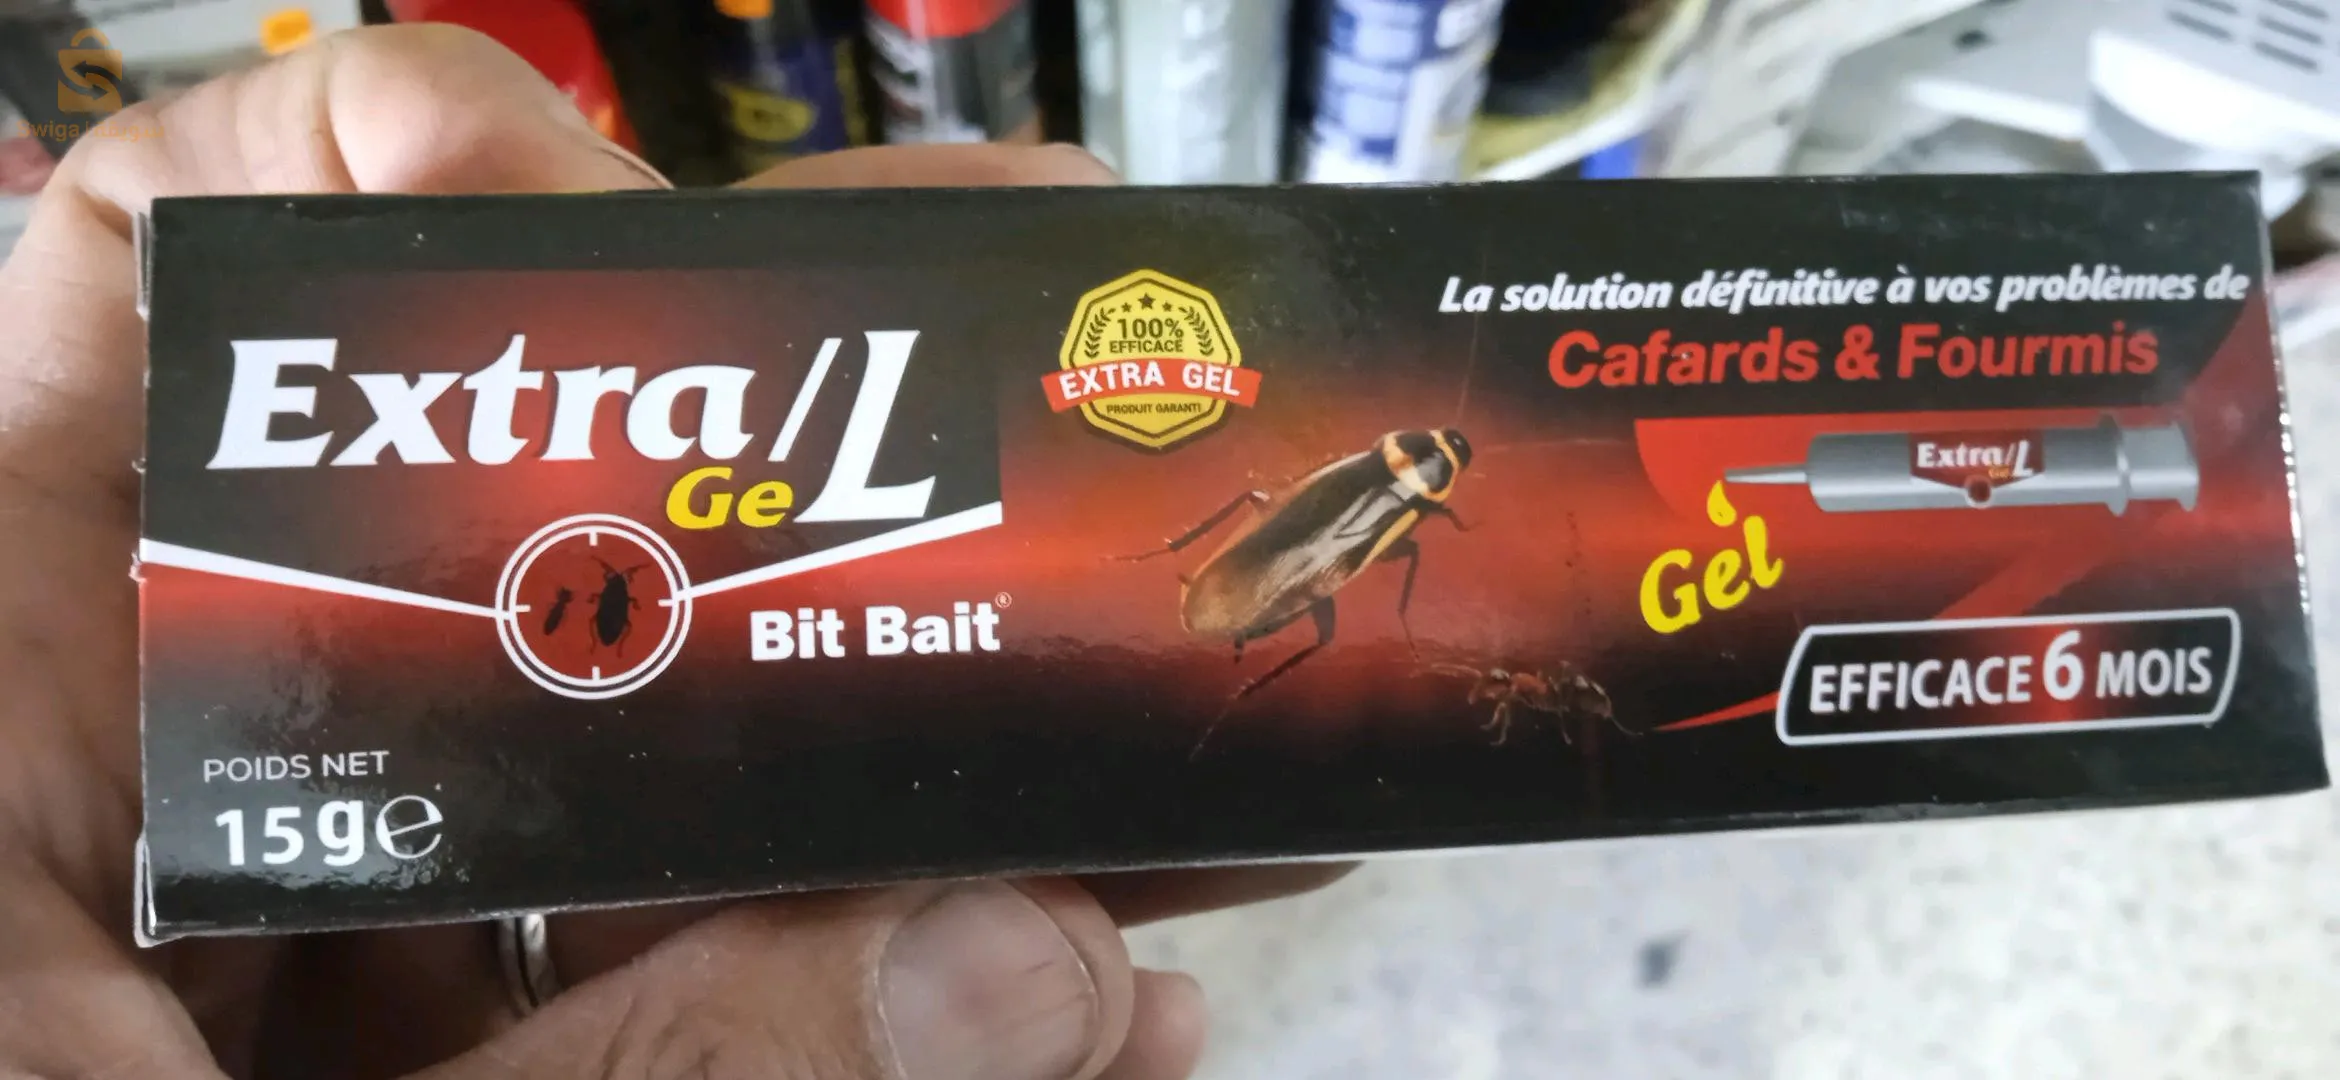 Extra/L
Gel
Bit Bait®
POIDS NET
15g℮
100%
EFFICACE
EXTRA GEL
PRODUIT GARANTI
La solution définitive à vos problèmes de
Cafards & Fourmis
Extra/L
Gel
EFFICACE 6 MOIS